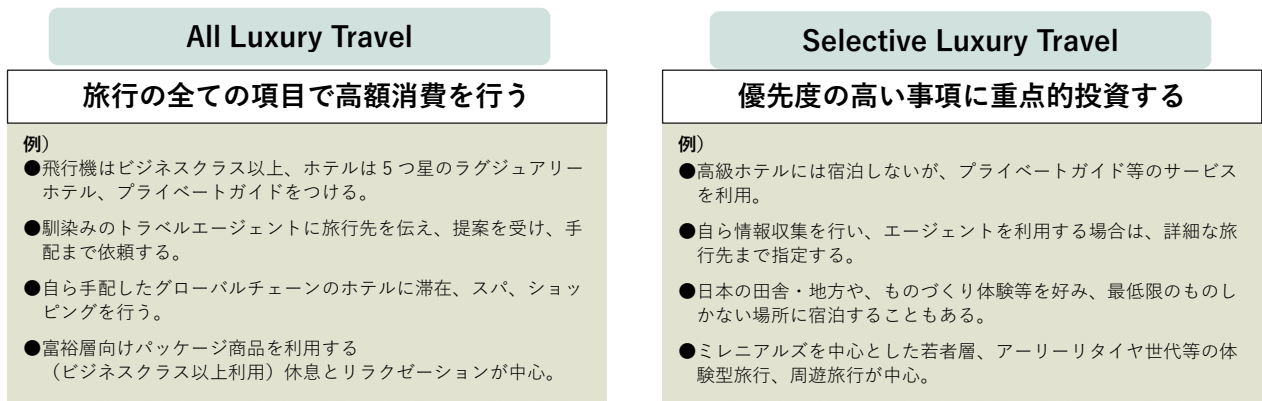 All Luxury Travel
旅行の全ての項目で高額消費を行う
例）
●飛行機はビジネスクラス以上、ホテルは５つ星のラグジュアリー
ホテル、プライベートガイドをつける。
●馴染みのトラベルエージェントに旅行先を伝え、提案を受け、手
配まで依頼する。
●自ら手配したグローバルチェーンのホテルに滞在、スパ、ショッ
ピングを行う。
●富裕層向けパッケージ商品を利用する
（ビジネスクラス以上利用）休息とリラクゼーションが中心。
Selective Luxury Travel
優先度の高い事項に重点的投資する
例）
●高級ホテルには宿泊しないが、プライベートガイド等のサービス
を利用。
●自ら情報収集を行い、エージェントを利用する場合は、詳細な旅
行先まで指定する。
●日本の田舎・地方や、ものづくり体験等を好み、最低限のものし
かない場所に宿泊することもある。
●ミレニアルズを中心とした若者層、アーリーリタイヤ世代等の体
験型旅行、周遊旅行が中心。